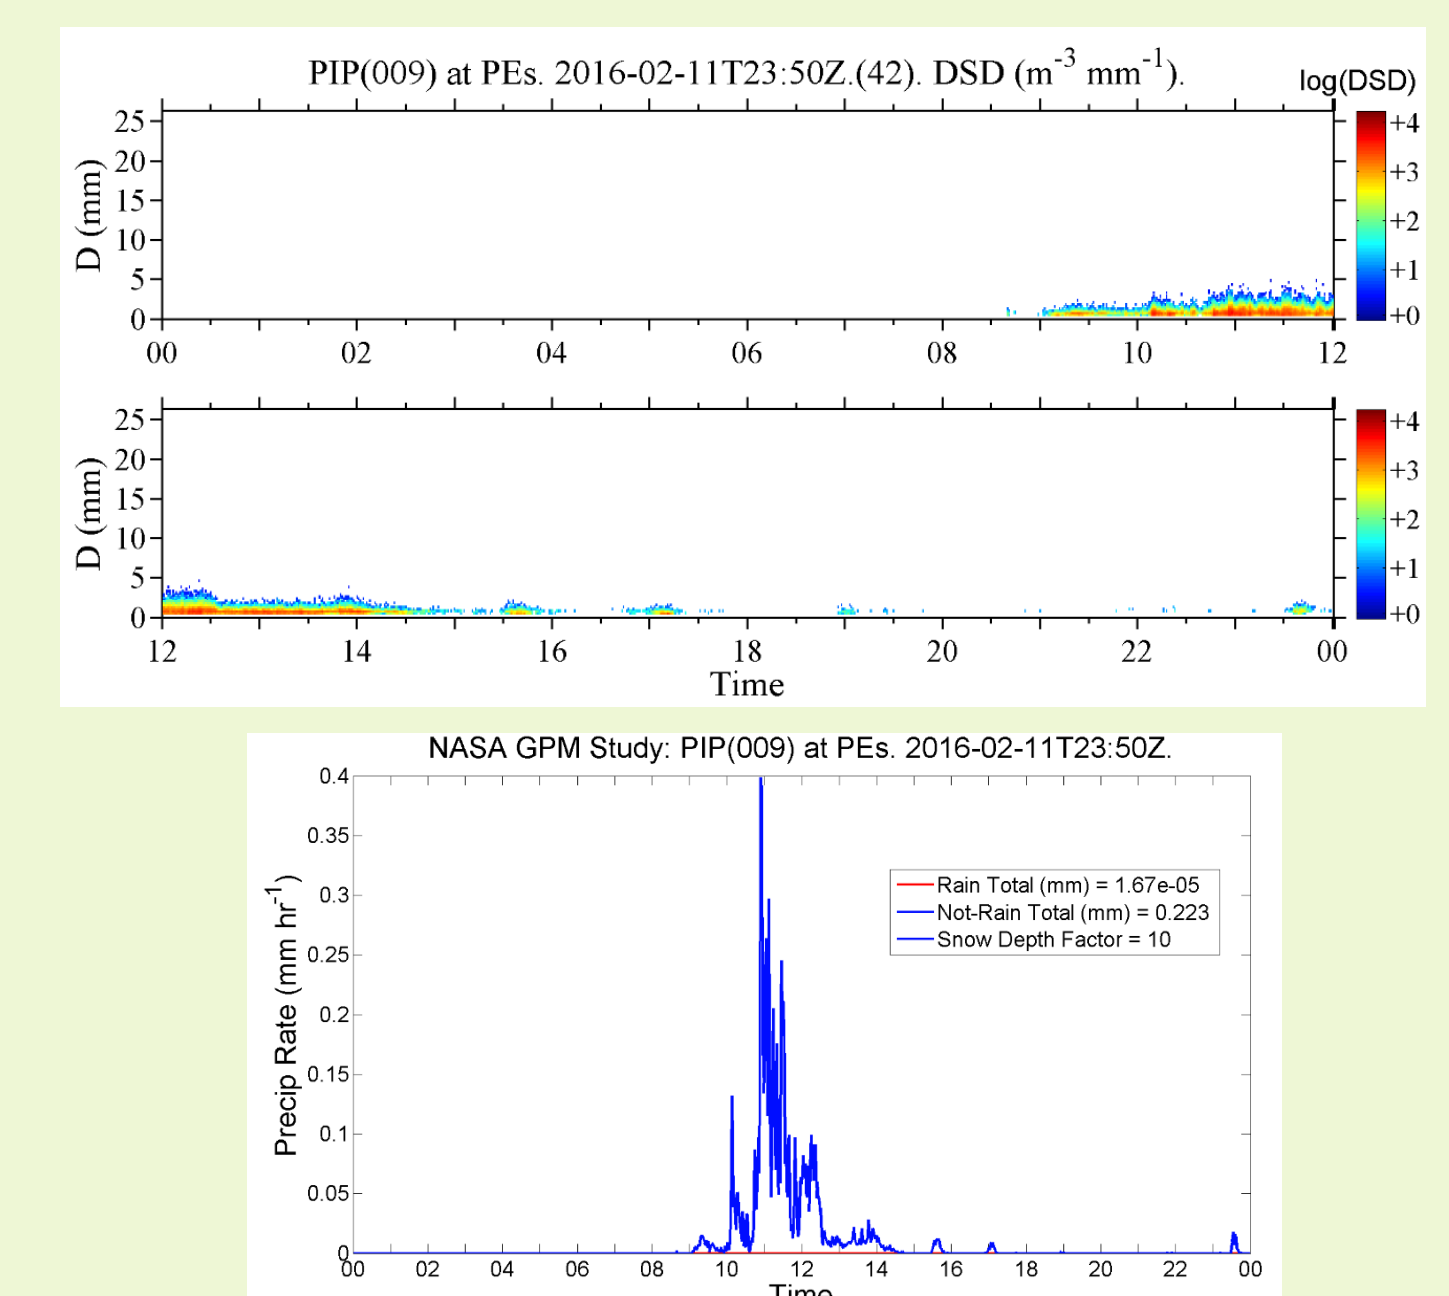 PIP(009) at PEs. 2016-02-11T23:50Z.(42). DSD (m-3 mm-1).
log(DSD)
25
20
15
10
5
0
D (mm)
00 02 04 06 08 10 12
+4
+3
+2
+1
+0
25
20
15
10
5
0
D (mm)
12 14 16 18 20 22 00
Time
+4
+3
+2
+1
+0
NASA GPM Study: PIP(009) at PEs. 2016-02-11T23:50Z.
0.4
0.35
0.3
0.25
0.2
0.15
0.1
0.05
0
Precip Rate (mm hr-1)
Rain Total (mm) = 1.67e-05
Not-Rain Total (mm) = 0.223
Snow Depth Factor = 10
00 02 04 06 08 10 12 14 16 18 20 22 00
Time